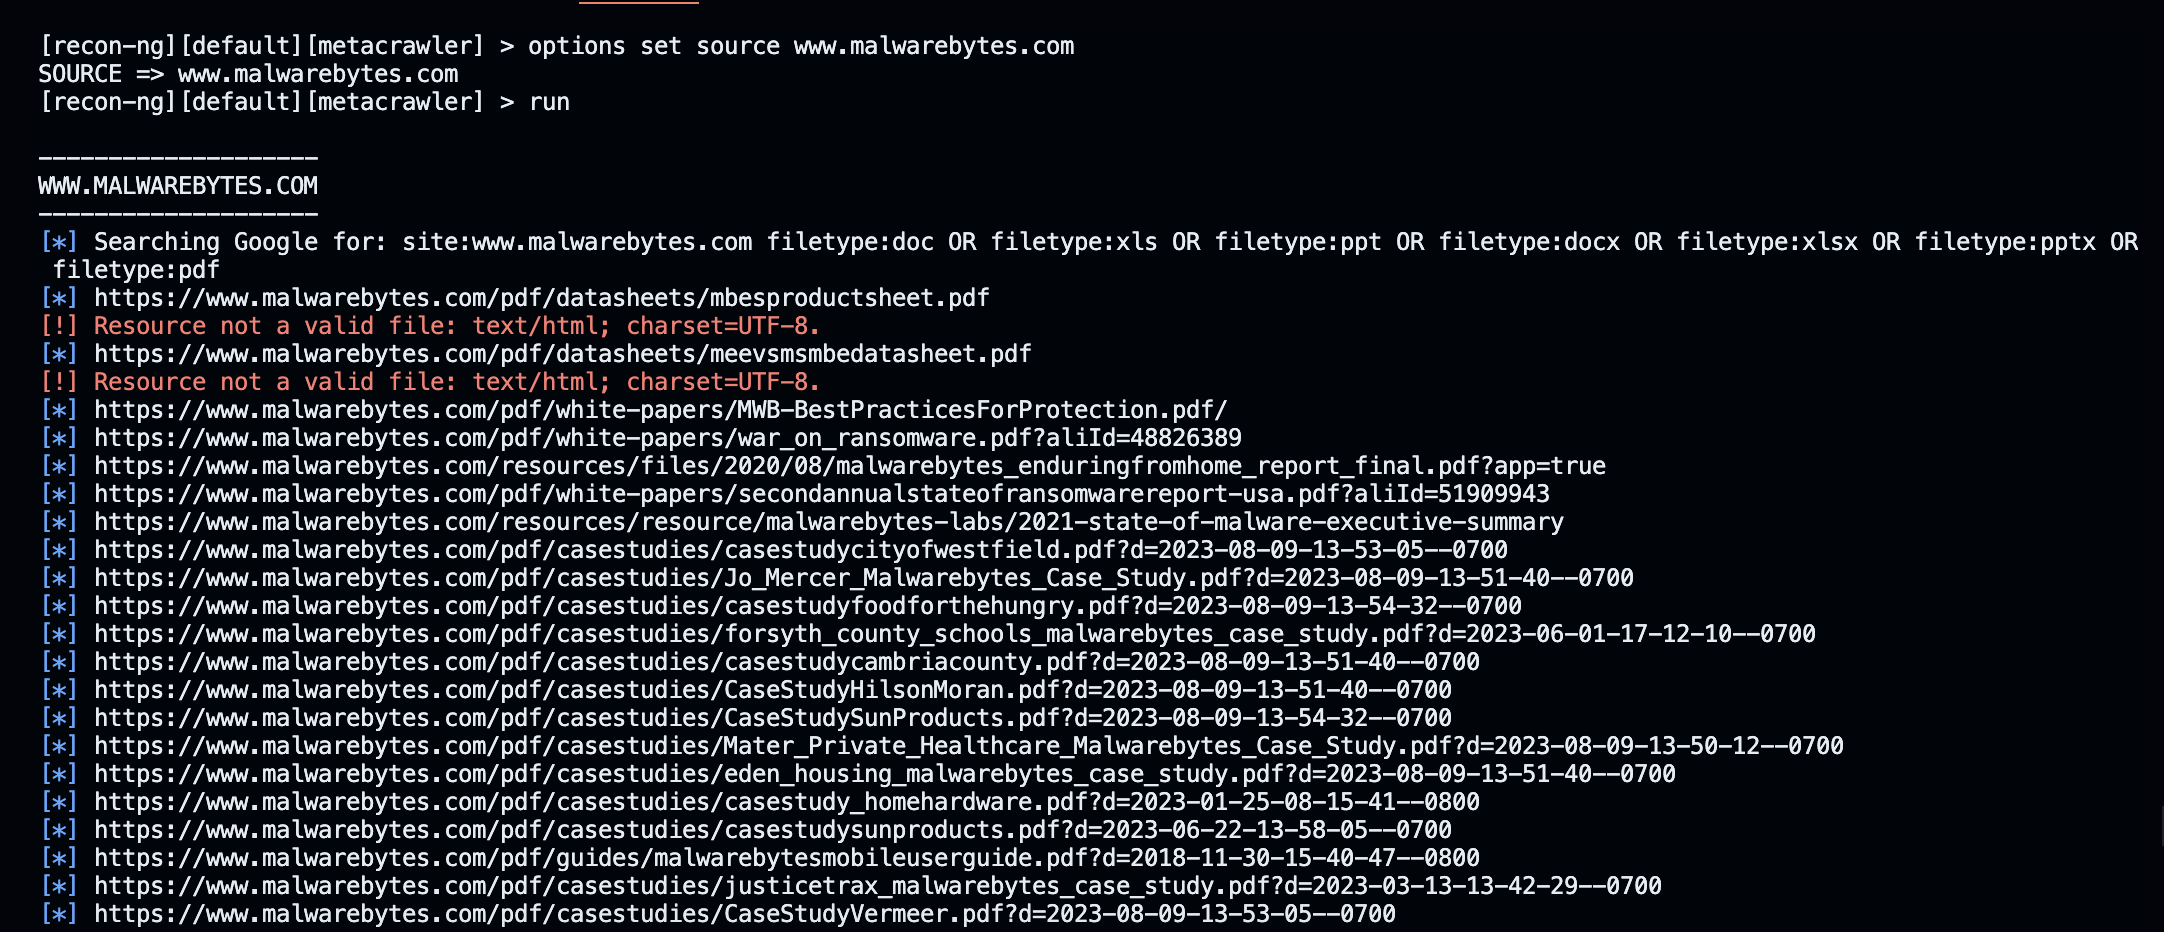 [recon-ng][default][metacrawler] > options set source www.malwarebytes.com
SOURCE => www.malwarebytes.com
[recon-ng][default][metacrawler] > run
--------------------
WWW.MALWAREBYTES.COM
--------------------
[*] Searching Google for: site:www.malwarebytes.com filetype:doc OR filetype:xls OR filetype:ppt OR filetype:docx OR filetype:xlsx OR filetype:pptx OR
filetype:pdf
[*] https://www.malwarebytes.com/pdf/datasheets/mbesproductsheet.pdf
[!] Resource not a valid file: text/html; charset=UTF-8.
[*] https://www.malwarebytes.com/pdf/datasheets/meevsmsmbedatasheet.pdf
[!] Resource not a valid file: text/html; charset=UTF-8.
[*] https://www.malwarebytes.com/pdf/white-papers/MWB-BestPracticesForProtection.pdf/
[*] https://www.malwarebytes.com/pdf/white-papers/war_on_ransomware.pdf?aliId=48826389
[*] https://www.malwarebytes.com/resources/files/2020/08/malwarebytes_enduringfromhome_report_final.pdf?app=true
[*] https://www.malwarebytes.com/pdf/white-papers/secondannualstateofransomwarereport-usa.pdf?aliId=51909943
[*] https://www.malwarebytes.com/resources/resource/malwarebytes-labs/2021-state-of-malware-executive-summary
[*] https://www.malwarebytes.com/pdf/casestudies/casestudycityofwestfield.pdf?d=2023-08-09-13-53-05--0700
[*] https://www.malwarebytes.com/pdf/casestudies/Jo_Mercer_Malwarebytes_Case_Study.pdf?d=2023-08-09-13-51-40--0700
[*] https://www.malwarebytes.com/pdf/casestudies/casestudyfoodforthehungry.pdf?d=2023-08-09-13-54-32--0700
[*] https://www.malwarebytes.com/pdf/casestudies/forsyth_county_schools_malwarebytes_case_study.pdf?d=2023-06-01-17-12-10--0700
[*] https://www.malwarebytes.com/pdf/casestudies/casestudycambriacounty.pdf?d=2023-08-09-13-51-40--0700
[*] https://www.malwarebytes.com/pdf/casestudies/CaseStudyHilsonMoran.pdf?d=2023-08-09-13-51-40--0700
[*] https://www.malwarebytes.com/pdf/casestudies/CaseStudySunProducts.pdf?d=2023-08-09-13-54-32--0700
[*] https://www.malwarebytes.com/pdf/casestudies/Mater_Private_Healthcare_Malwarebytes_Case_Study.pdf?d=2023-08-09-13-50-12--0700
[*] https://www.malwarebytes.com/pdf/casestudies/eden_housing_malwarebytes_case_study.pdf?d=2023-08-09-13-51-40--0700
[*] https://www.malwarebytes.com/pdf/casestudies/casestudy_homehardware.pdf?d=2023-01-25-08-15-41--0800
[*] https://www.malwarebytes.com/pdf/casestudies/casestudysunproducts.pdf?d=2023-06-22-13-58-05--0700
[*] https://www.malwarebytes.com/pdf/guides/malwarebytesmobileuserguide.pdf?d=2018-11-30-15-40-47--0800
[*] https://www.malwarebytes.com/pdf/casestudies/justicetrax_malwarebytes_case_study.pdf?d=2023-03-13-13-42-29--0700
[*] https://www.malwarebytes.com/pdf/casestudies/CaseStudyVermeer.pdf?d=2023-08-09-13-53-05--0700